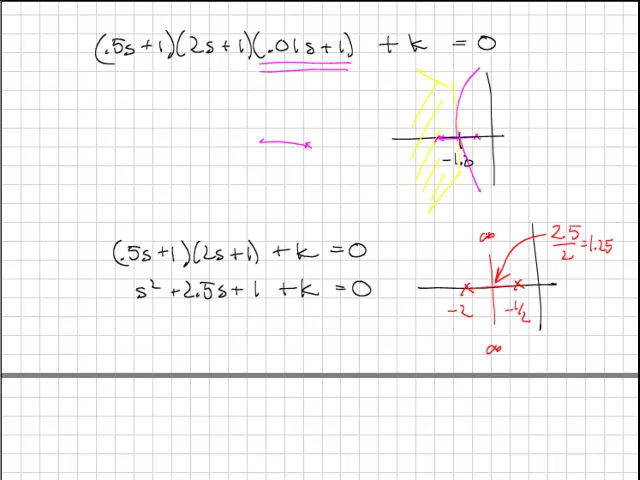 (.5s+1)(2s+1)(.01s+1) + k = 0
-1.2
(.5s+1)(2s+1) + k = 0
s² + 2.5s + 1 + k = 0
∞
2.5/2 = 1.25
-2
-1/2
∞